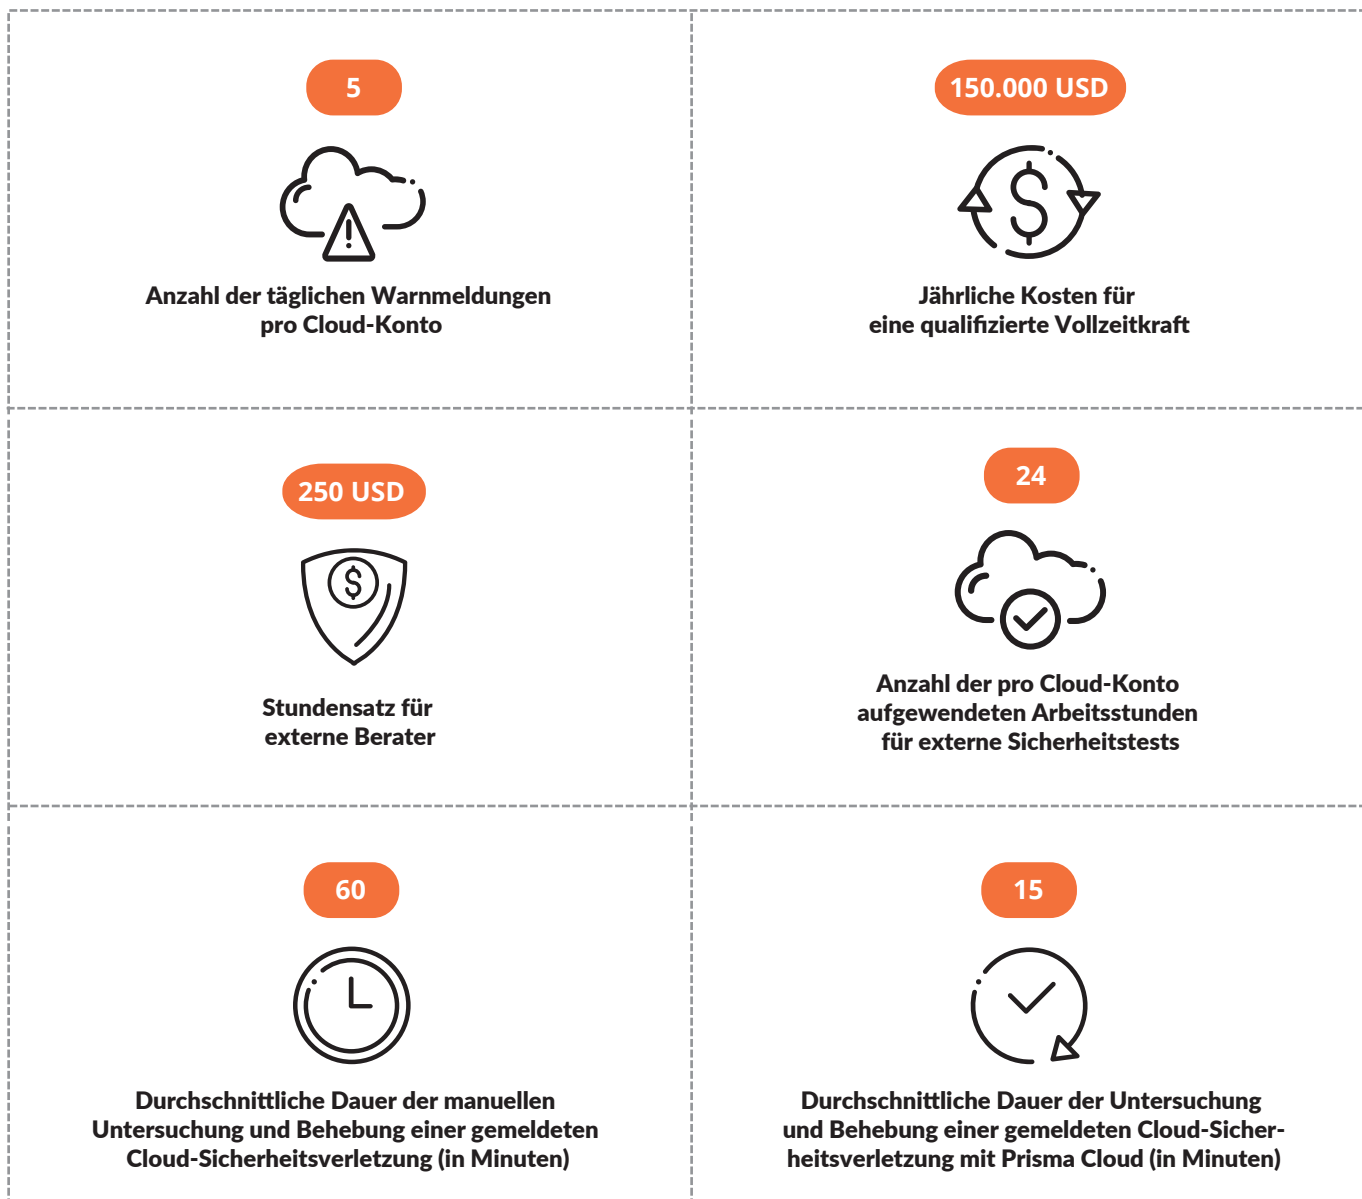 5
Anzahl der täglichen Warnmeldungen
pro Cloud-Konto
150.000 USD
Jährliche Kosten für
eine qualifizierte Vollzeitkraft
250 USD
Stundensatz für
externe Berater
24
Anzahl der pro Cloud-Konto
aufgewendeten Arbeitsstunden
für externe Sicherheitstests
60
Durchschnittliche Dauer der manuellen
Untersuchung und Behebung einer gemeldeten
Cloud-Sicherheitsverletzung (in Minuten)
15
Durchschnittliche Dauer der Untersuchung
und Behebung einer gemeldeten Cloud-Sicher-
heitsverletzung mit Prisma Cloud (in Minuten)